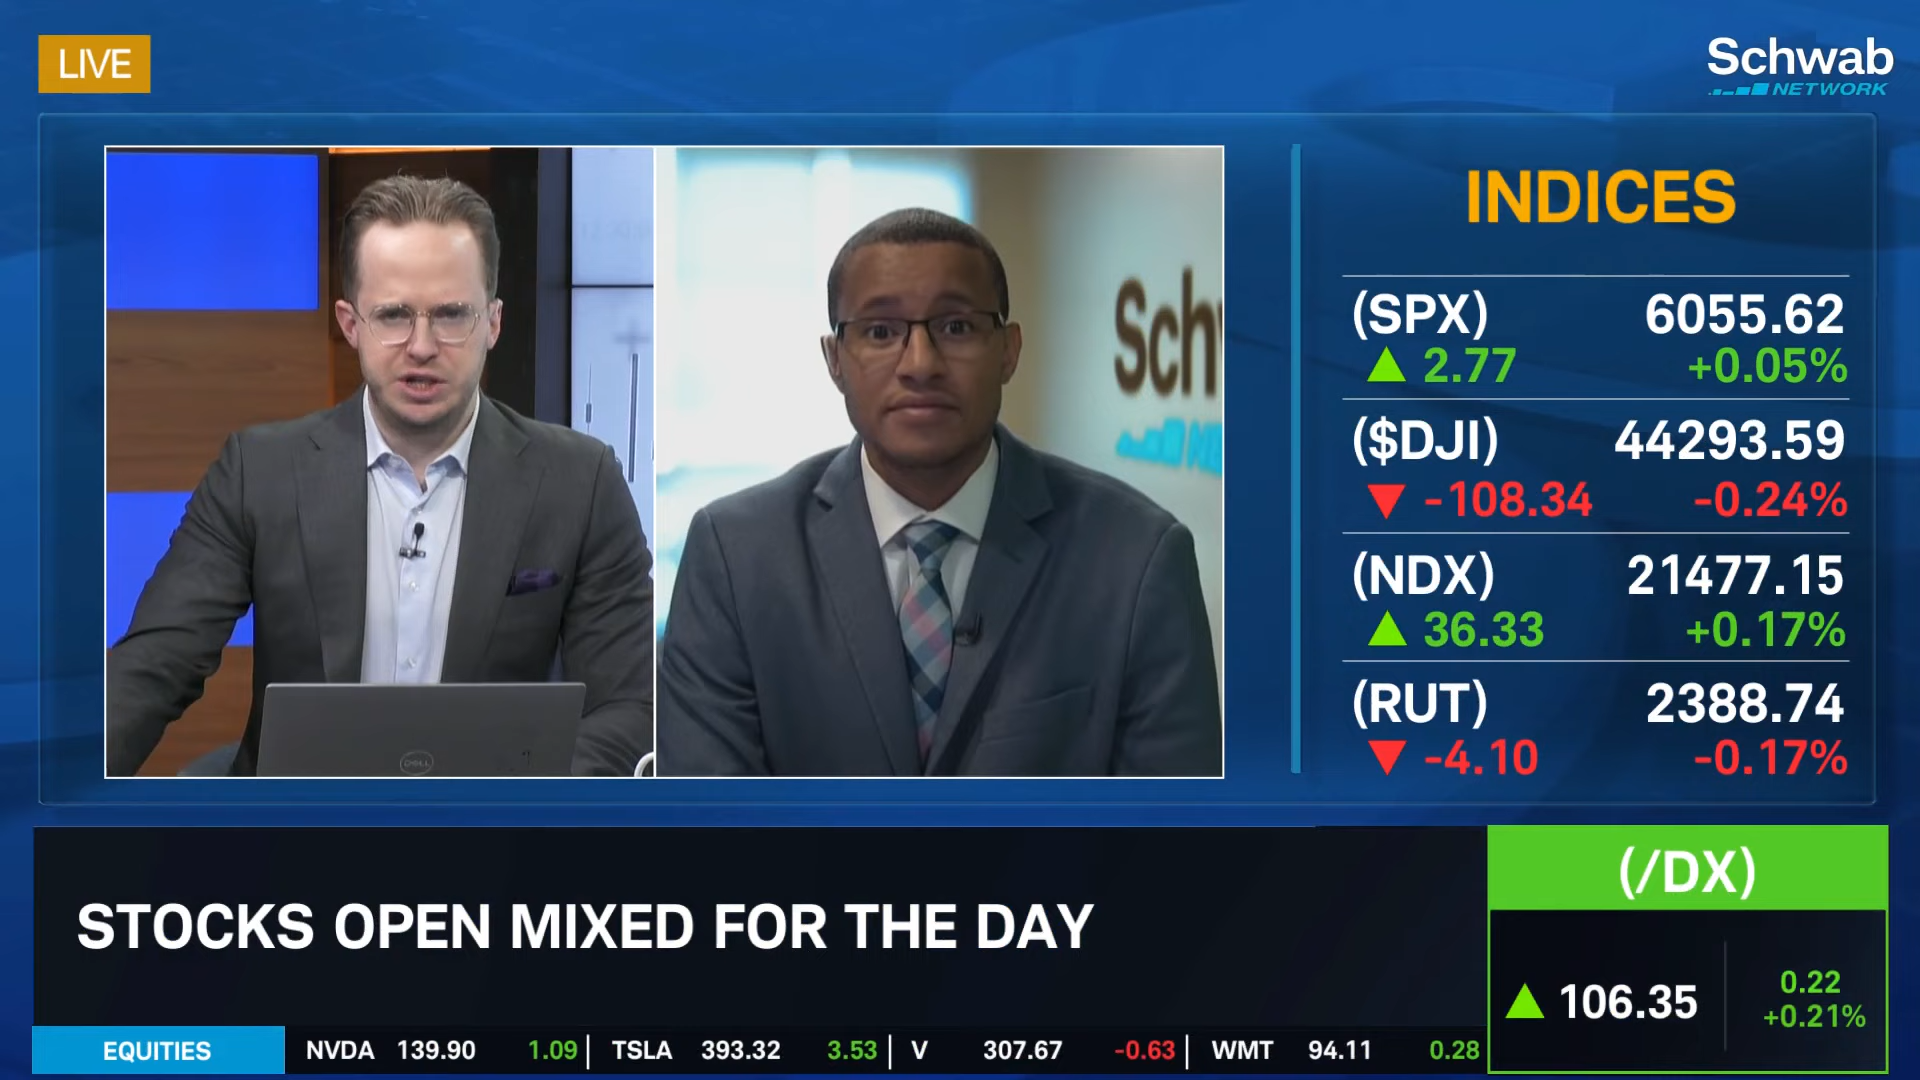 LIVE
Schwab
NETWORK
Sch
NE
DELL
INDICES
(SPX) 6055.62
▲ 2.77 +0.05%
($DJI) 44293.59
▼ -108.34 -0.24%
(NDX) 21477.15
▲ 36.33 +0.17%
(RUT) 2388.74
▼ -4.10 -0.17%
STOCKS OPEN MIXED FOR THE DAY
(/DX)
▲ 106.35 0.22 +0.21%
EQUITIES NVDA 139.90 1.09 | TSLA 393.32 3.53 | V 307.67 -0.63 | WMT 94.11 0.28